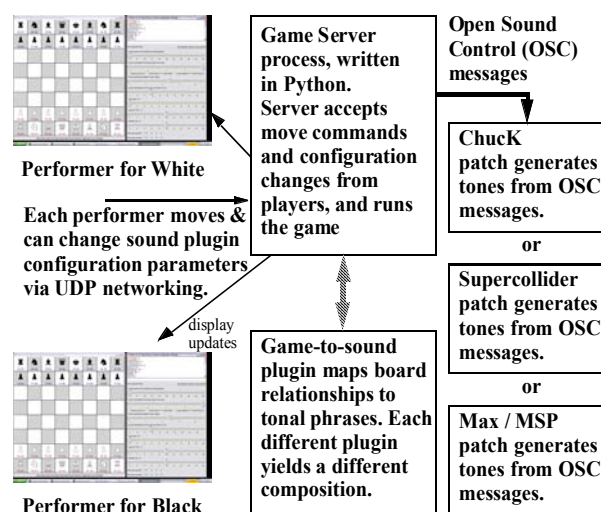 Game Server
process, written
in Python.
Server accepts
move commands
and configuration
changes from
players, and runs
the game
Open Sound
Control (OSC)
messages
Performer for White
Each performer moves &
can change sound plugin
configuration parameters
via UDP networking.
display
updates
Performer for Black
Game-to-sound
plugin maps board
relationships to
tonal phrases. Each
different plugin
yields a different
composition.
ChucK
patch generates
tones from OSC
messages.
or
Supercollider
patch generates
tones from OSC
messages.
or
Max / MSP
patch generates
tones from OSC
messages.